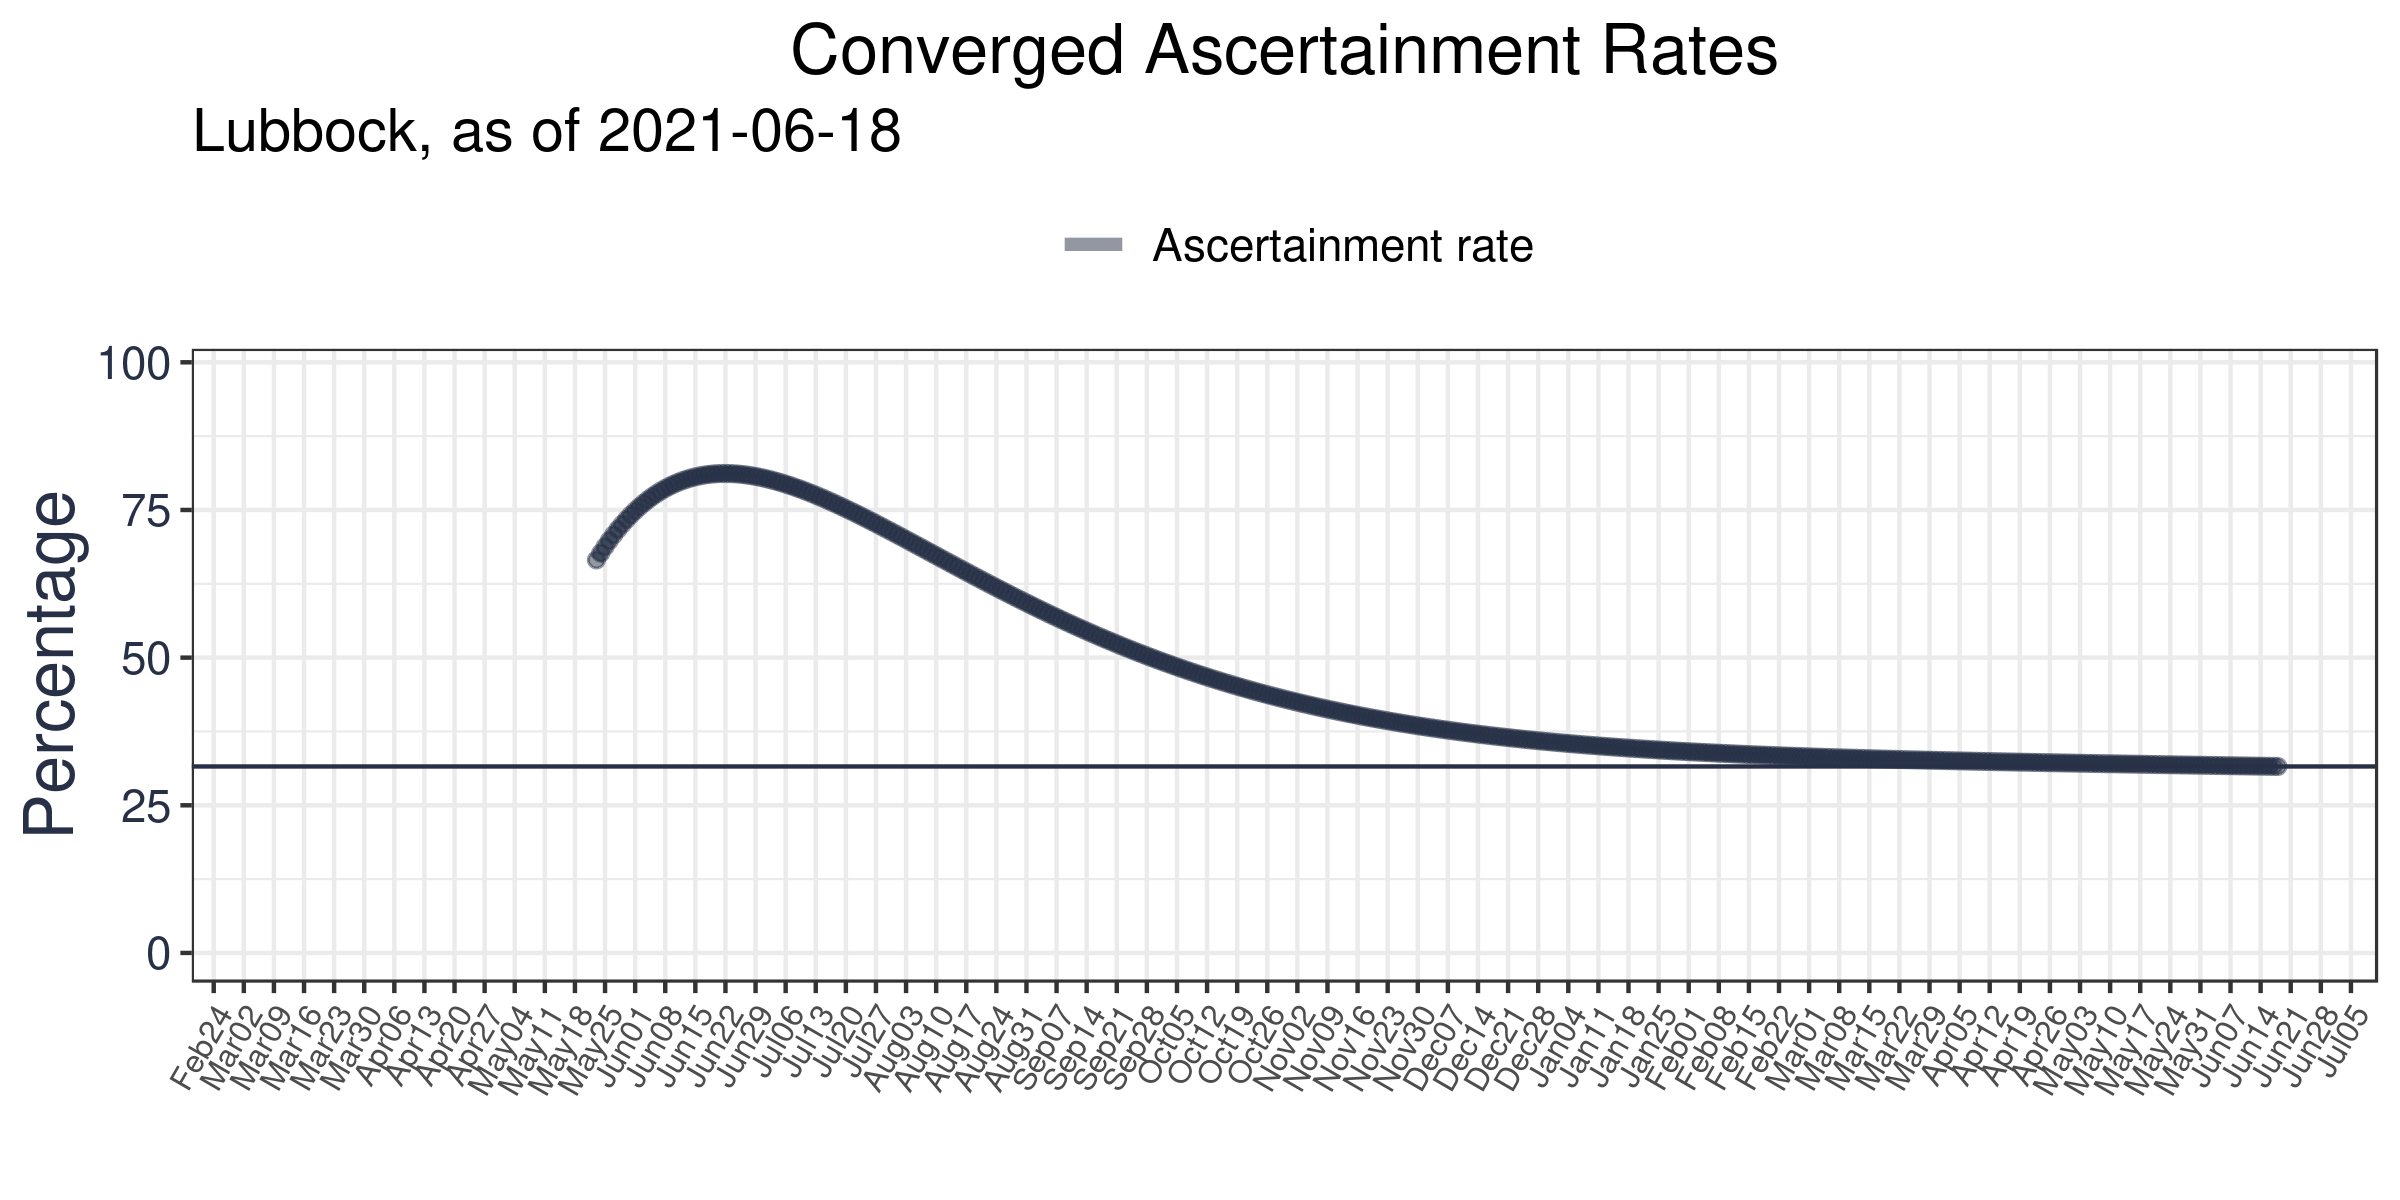 Converged Ascertainment Rates
Lubbock, as of 2021-06-18
Ascertainment rate
Percentage
100
75
50
25
0
Feb24 Mar02 Mar09 Mar16 Mar23 Mar30 Apr06 Apr13 Apr20 Apr27 May04 May11 May18 May25 Jun01 Jun08 Jun15 Jun22 Jun29 Jul06 Jul13 Jul20 Jul27 Aug03 Aug10 Aug17 Aug24 Aug31 Sep07 Sep14 Sep21 Sep28 Oct05 Oct12 Oct19 Oct26 Nov02 Nov09 Nov16 Nov23 Nov30 Dec07 Dec14 Dec21 Dec28 Jan04 Jan11 Jan18 Jan25 Feb01 Feb08 Feb15 Feb22 Mar01 Mar08 Mar15 Mar22 Mar29 Apr05 Apr12 Apr19 Apr26 May03 May10 May17 May24 May31 Jun07 Jun14 Jun21 Jun28 Jul05